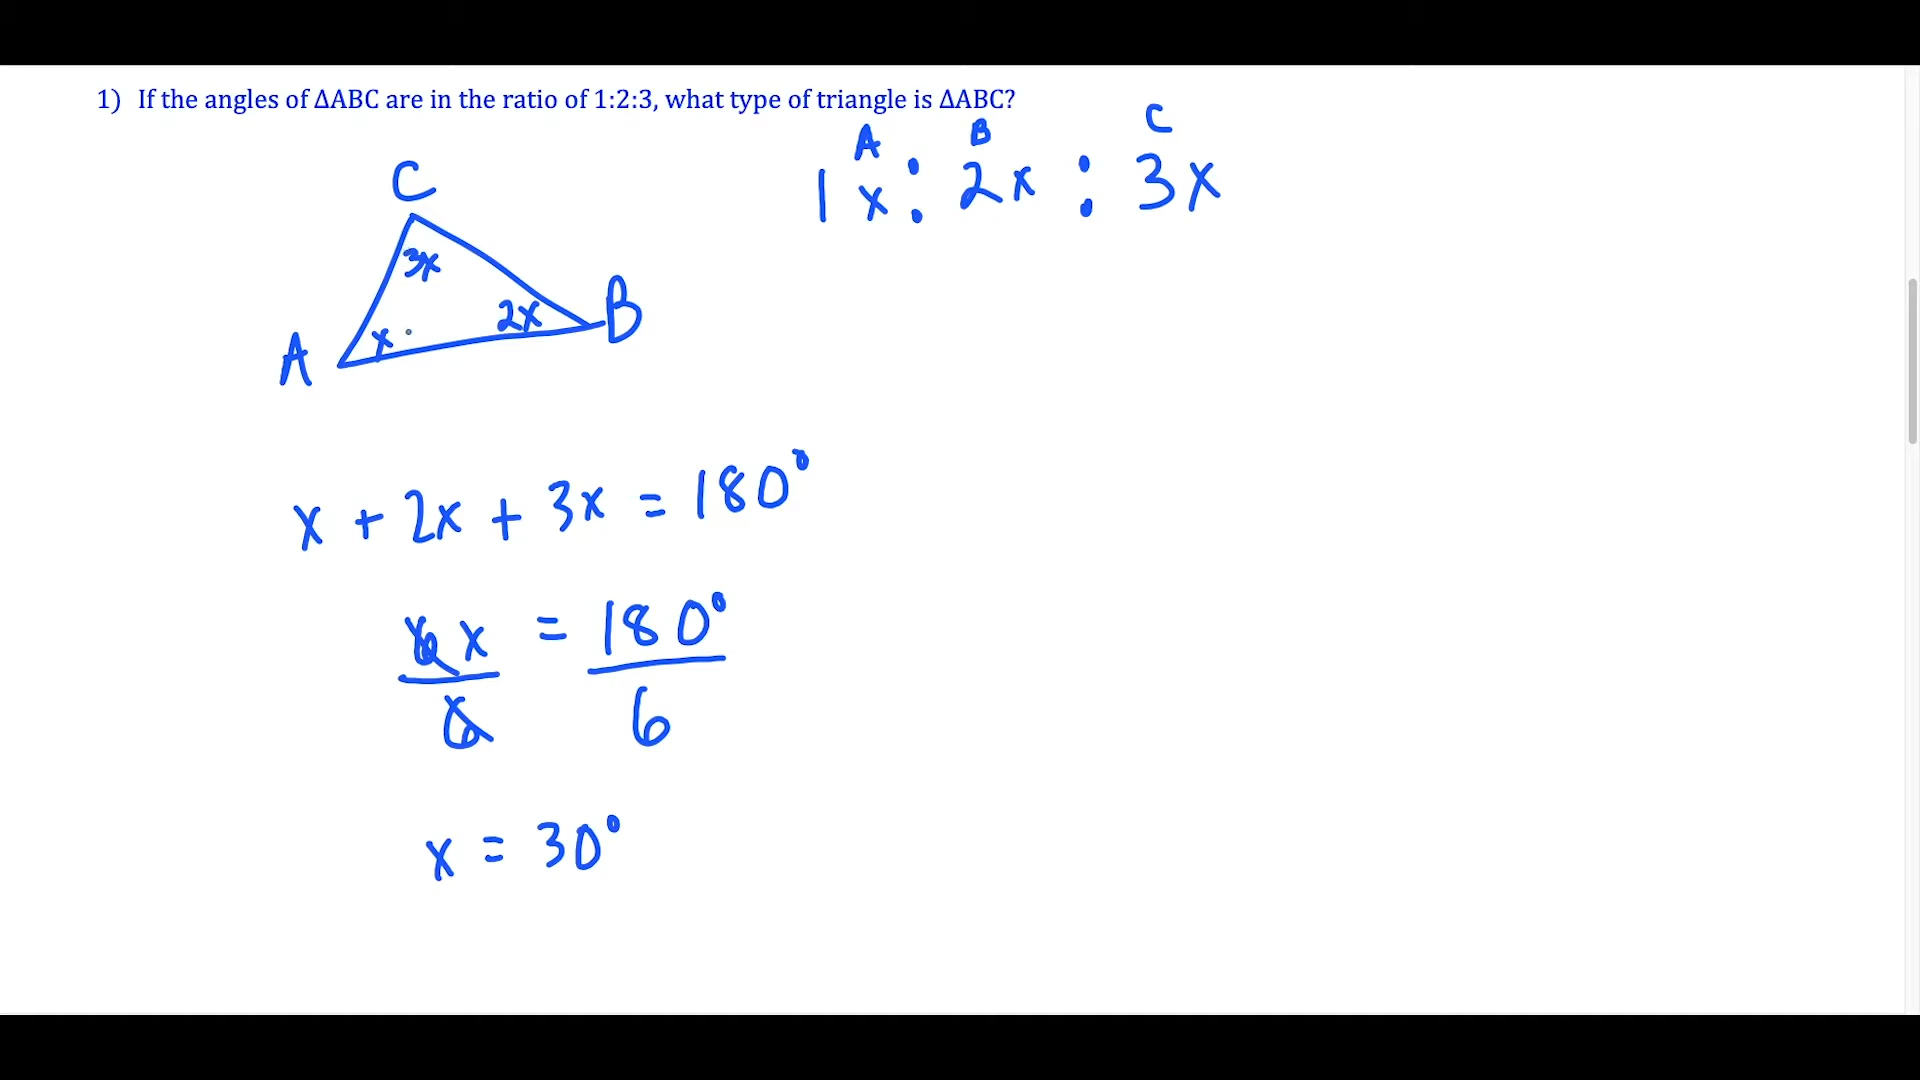 1) If the angles of ΔABC are in the ratio of 1:2:3, what type of triangle is ΔABC?
A B C
1x : 2x : 3x
C
3x
2x B
A x
x + 2x + 3x = 180°
6x = 180°
6 6
x = 30°